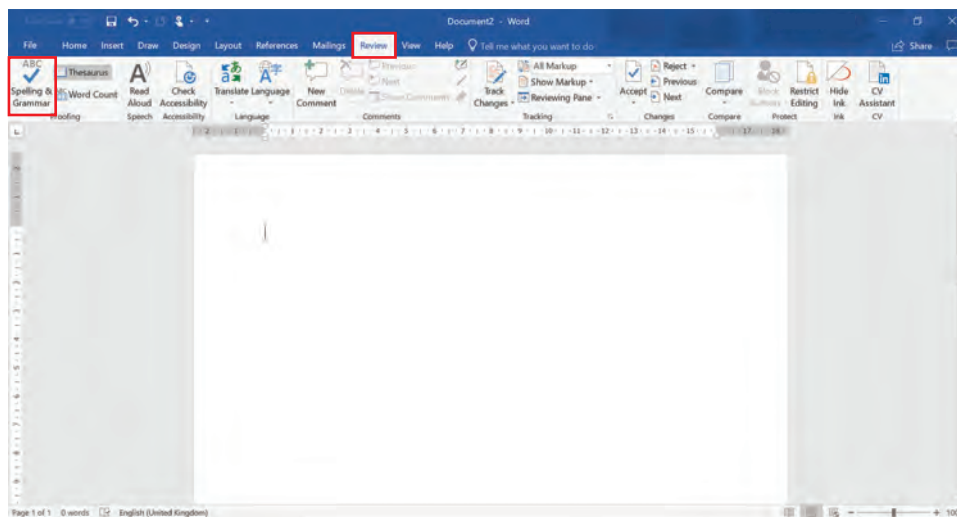 Document2 - Word
File Home Insert Draw Design Layout References Mailings Review View Help Tell me what you want to do Share
ABC
Spelling & Grammar
Thesaurus
Word Count
Proofing
Read Aloud
Speech
Check Accessibility
Accessibility
Translate Language
Language
New Comment
Delete
Previous
Next
Show Comments
Comments
Track Changes
All Markup
Show Markup
Reviewing Pane
Tracking
Accept
Reject
Previous
Next
Changes
Compare
Compare
Block Authors
Restrict Editing
Protect
Hide Ink
Ink
CV Assistant
CV
Page 1 of 1 0 words English (United Kingdom) 100